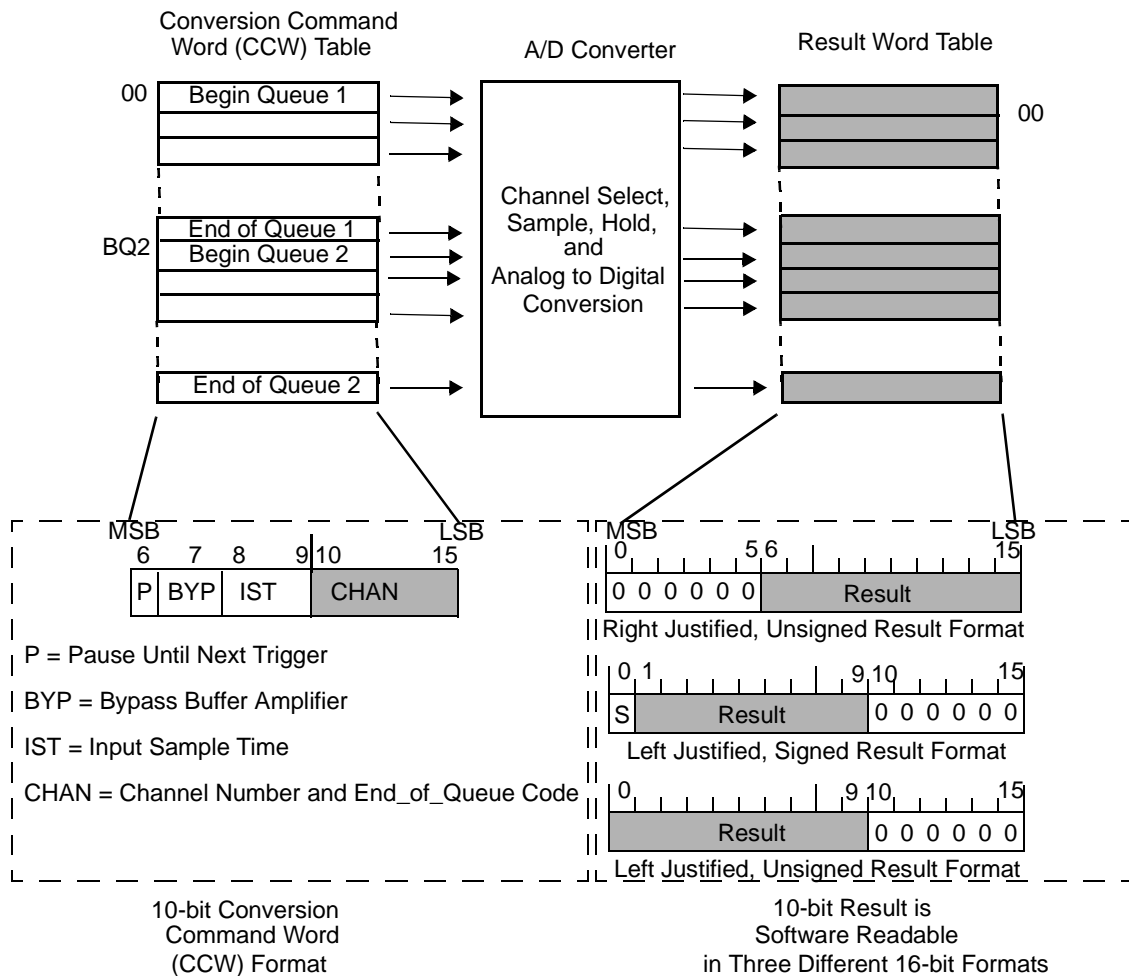 Conversion Command
Word (CCW) Table
A/D Converter
Result Word Table
00
Begin Queue 1
00
End of Queue 1
BQ2
Begin Queue 2
End of Queue 2
Channel Select,
Sample, Hold,
and
Analog to Digital
Conversion
MSB
LSB
6 7 8 9 10 15
P BYP IST CHAN
P = Pause Until Next Trigger
BYP = Bypass Buffer Amplifier
IST = Input Sample Time
CHAN = Channel Number and End_of_Queue Code
10-bit Conversion
Command Word
(CCW) Format
MSB
LSB
0 5 6 15
0 0 0 0 0 0 Result
Right Justified, Unsigned Result Format
0 1 9 10 15
S Result 0 0 0 0 0 0
Left Justified, Signed Result Format
0 9 10 15
Result 0 0 0 0 0 0
Left Justified, Unsigned Result Format
10-bit Result is
Software Readable
in Three Different 16-bit Formats